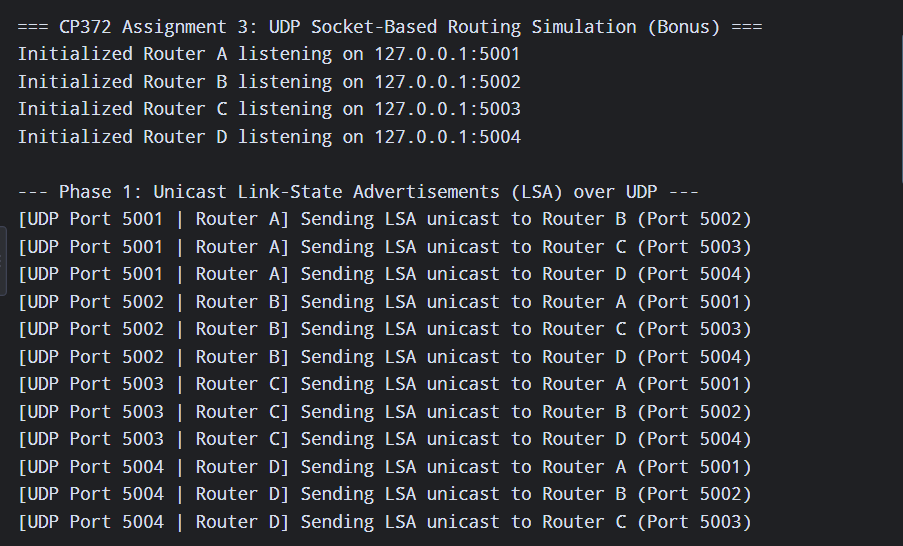 === CP372 Assignment 3: UDP Socket-Based Routing Simulation (Bonus) ===
Initialized Router A listening on 127.0.0.1:5001
Initialized Router B listening on 127.0.0.1:5002
Initialized Router C listening on 127.0.0.1:5003
Initialized Router D listening on 127.0.0.1:5004
--- Phase 1: Unicast Link-State Advertisements (LSA) over UDP ---
[UDP Port 5001 | Router A] Sending LSA unicast to Router B (Port 5002)
[UDP Port 5001 | Router A] Sending LSA unicast to Router C (Port 5003)
[UDP Port 5001 | Router A] Sending LSA unicast to Router D (Port 5004)
[UDP Port 5002 | Router B] Sending LSA unicast to Router A (Port 5001)
[UDP Port 5002 | Router B] Sending LSA unicast to Router C (Port 5003)
[UDP Port 5002 | Router B] Sending LSA unicast to Router D (Port 5004)
[UDP Port 5003 | Router C] Sending LSA unicast to Router A (Port 5001)
[UDP Port 5003 | Router C] Sending LSA unicast to Router B (Port 5002)
[UDP Port 5003 | Router C] Sending LSA unicast to Router D (Port 5004)
[UDP Port 5004 | Router D] Sending LSA unicast to Router A (Port 5001)
[UDP Port 5004 | Router D] Sending LSA unicast to Router B (Port 5002)
[UDP Port 5004 | Router D] Sending LSA unicast to Router C (Port 5003)